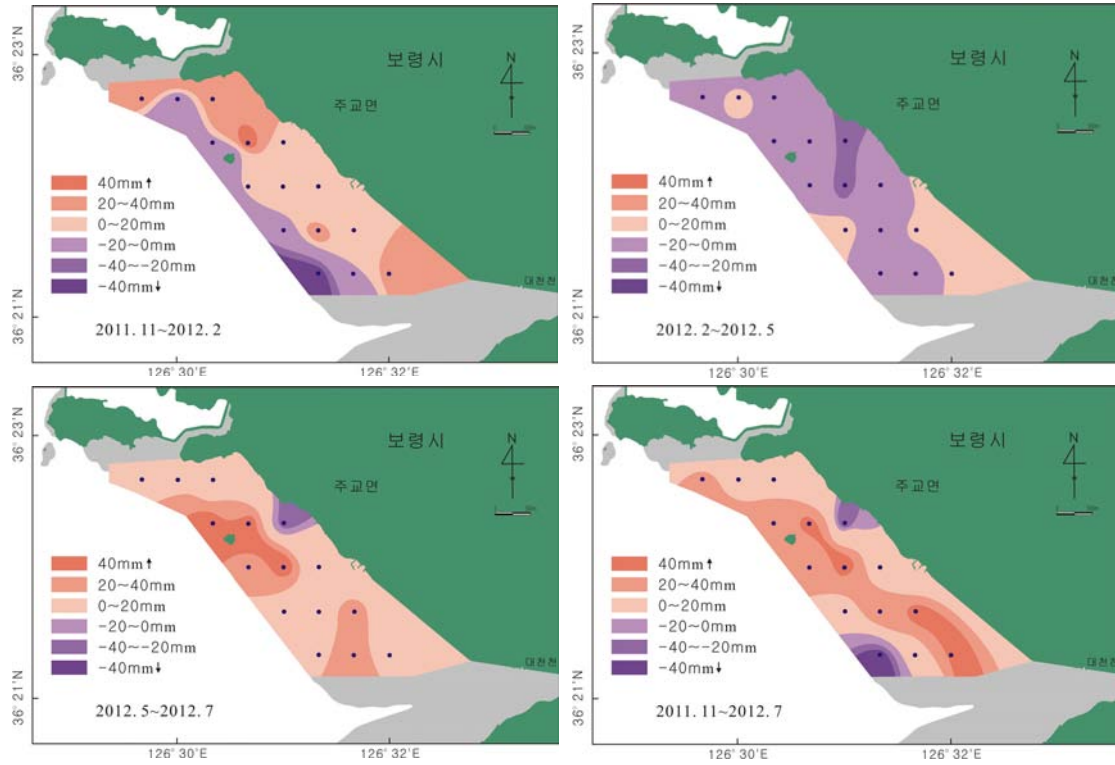 36° 23′N
36° 21′N
보령시
주교면
대천천
N
40mm↑
20~40mm
0~20mm
-20~0mm
-40~-20mm
-40mm↓
2011. 11~2012. 2
126° 30′E
126° 32′E
36° 23′N
36° 21′N
보령시
주교면
대천천
N
40mm↑
20~40mm
0~20mm
-20~0mm
-40~-20mm
-40mm↓
2012. 2~2012. 5
126° 30′E
126° 32′E
36° 23′N
36° 21′N
보령시
주교면
대천천
N
40mm↑
20~40mm
0~20mm
-20~0mm
-40~-20mm
-40mm↓
2012. 5~2012. 7
126° 30′E
126° 32′E
36° 23′N
36° 21′N
보령시
주교면
대천천
N
40mm↑
20~40mm
0~20mm
-20~0mm
-40~-20mm
-40mm↓
2011. 11~2012. 7
126° 30′E
126° 32′E